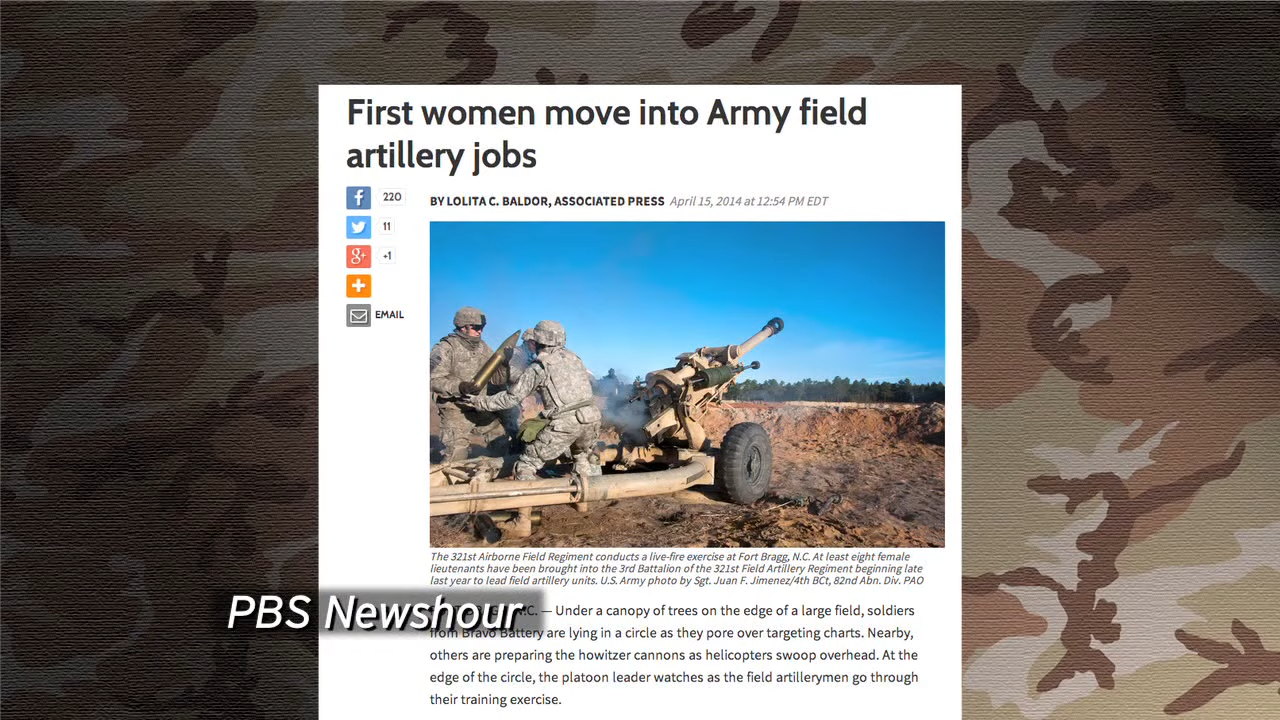 First women move into Army field
artillery jobs
220
BY LOLITA C. BALDOR, ASSOCIATED PRESS April 15, 2014 at 12:54 PM EDT
11
g+ +1
EMAIL
The 321st Airborne Field Regiment conducts a live-fire exercise at Fort Bragg, N.C. At least eight female
lieutenants have been brought into the 3rd Battalion of the 321st Field Artillery Regiment beginning late
last year to lead field artillery units. U.S. Army photo by Sgt. Juan F. Jimenez/4th BCt, 82nd Abn. Div. PAO
PBS Newshour
N.C. — Under a canopy of trees on the edge of a large field, soldiers
from Bravo Battery are lying in a circle as they pore over targeting charts. Nearby,
others are preparing the howitzer cannons as helicopters swoop overhead. At the
edge of the circle, the platoon leader watches as the field artillerymen go through
their training exercise.